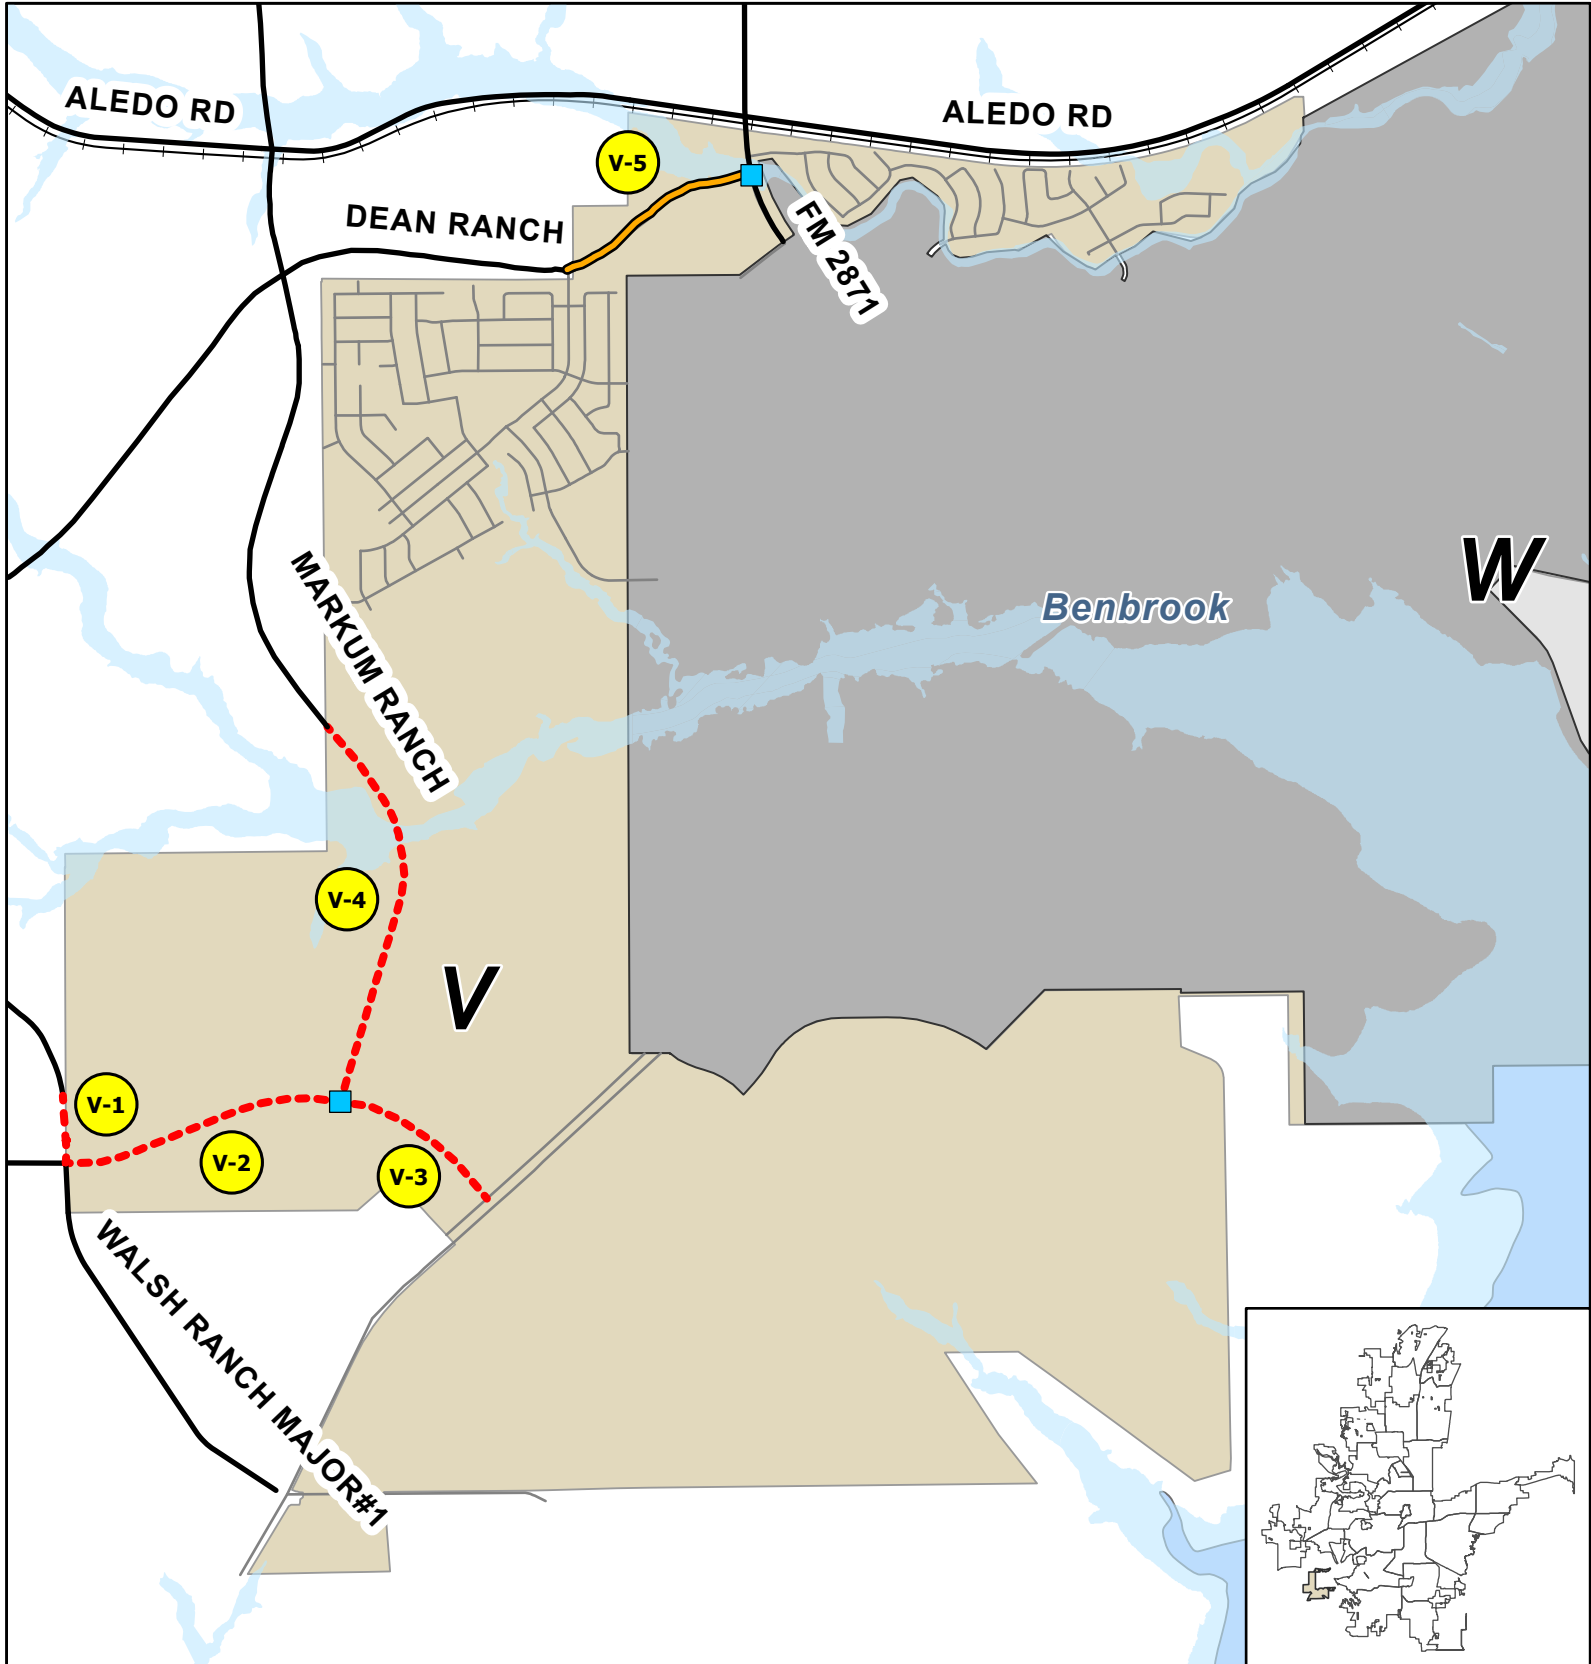 ALEDO RD
ALEDO RD
V-5
DEAN RANCH
FM 2871
MARKUM RANCH
W
Benbrook
V-4
V
V-1
V-2
V-3
WALSH RANCH MAJOR#1